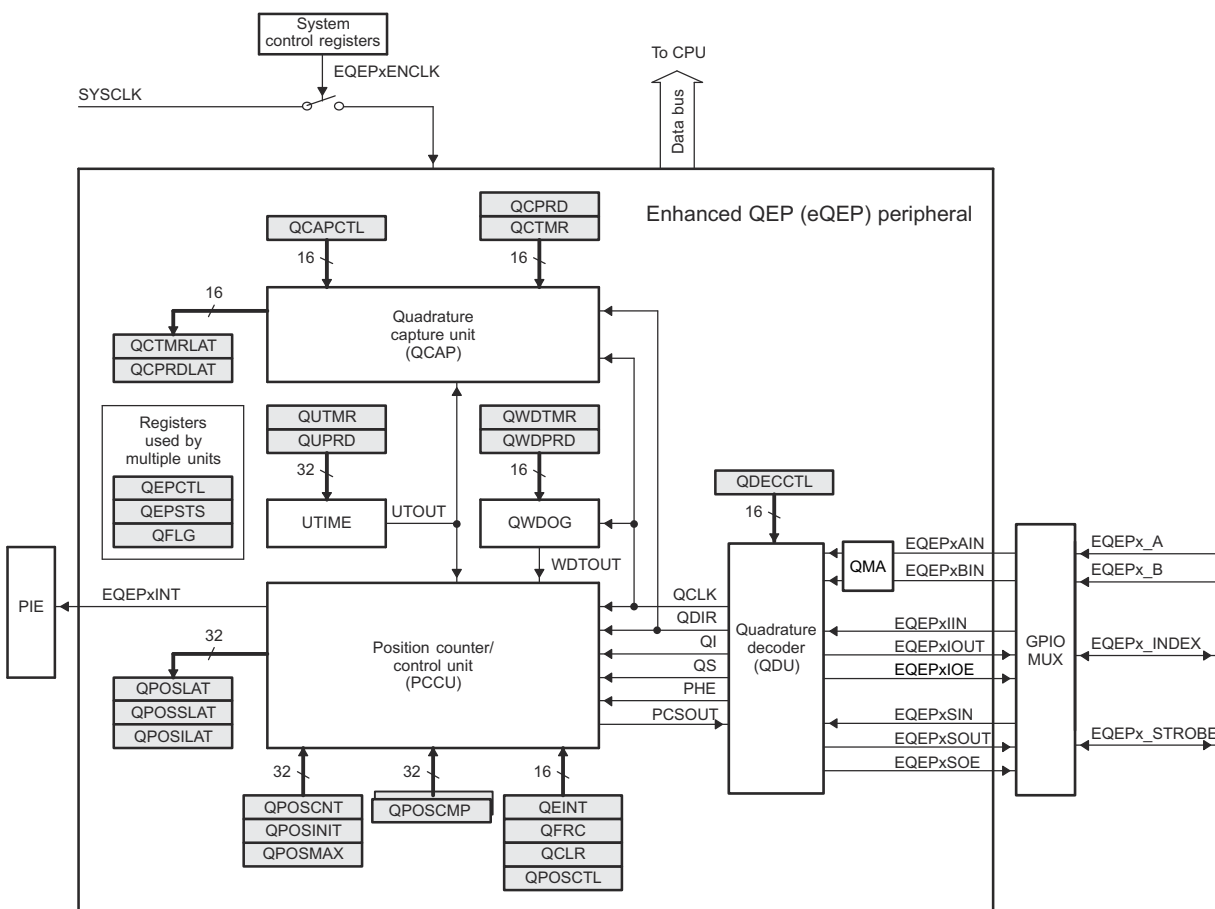 System
control registers
To CPU
EQEPxENCLK
SYSCLK
Data bus
Enhanced QEP (eQEP) peripheral
QCPRD
QCAPCTL
QCTMR
16
16
16
Quadrature
capture unit
(QCAP)
QCTMRLAT
QCPRDLAT
Registers
used by
multiple units
QEPCTL
QEPSTS
QFLG
QUTMR
QUPRD
32
QWDTMR
QWDPRD
16
UTIME
UTOUT
QWDOG
WDTOUT
QDECCTL
16
EQEPxAIN
EQEPxBIN
QMA
EQEPx_A
EQEPx_B
PIE
EQEPxINT
32
QPOSLAT
QPOSSLAT
QPOSILAT
Position counter/
control unit
(PCCU)
QCLK
QDIR
QI
QS
PHE
PCSOUT
Quadrature
decoder
(QDU)
EQEPxIIN
EQEPxIOUT
EQEPxIOE
EQEPxSIN
EQEPxSOUT
EQEPxSOE
GPIO
MUX
EQEPx_INDEX
EQEPx_STROBE
32
QPOSCNT
QPOSINIT
QPOSMAX
32
QPOSCMP
16
QEINT
QFRC
QCLR
QPOSCTL